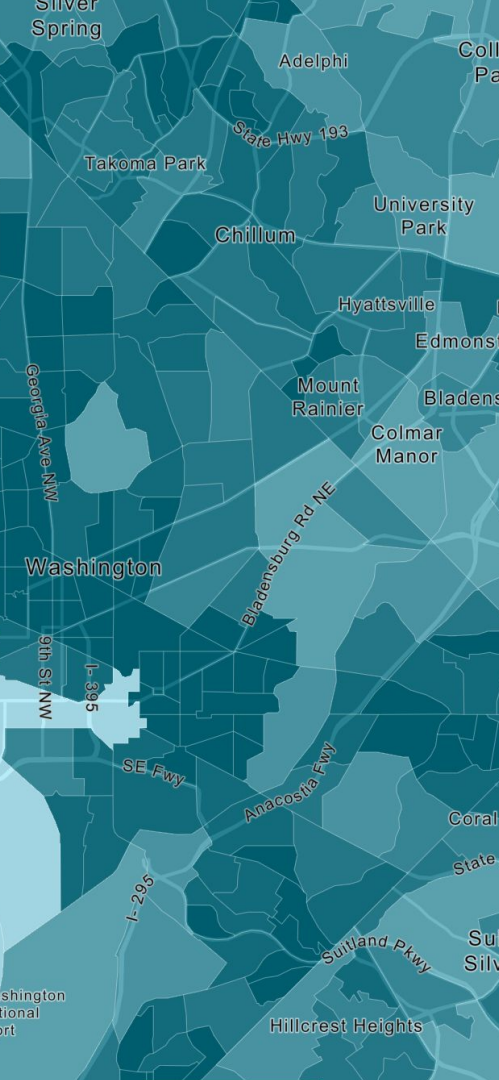 Silver
Spring
Adelphi
Coll
Pa
State Hwy 193
Takoma Park
University
Park
Chillum
Hyattsville
Edmonst
Georgia Ave NW
Mount
Rainier
Bladens
Colmar
Manor
Bladensburg Rd NE
Washington
9th St NW
I- 395
SE Fwy
Anacostia Fwy
Coral
State
I- 295
Suitland Pkwy
Su
Silv
shington
tional
ort
Hillcrest Heights